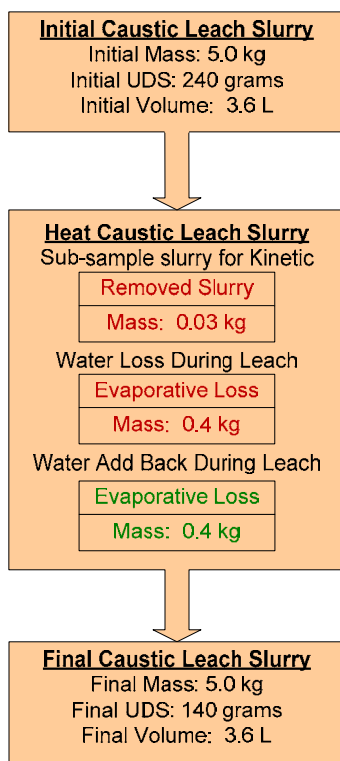 Initial Caustic Leach Slurry
Initial Mass: 5.0 kg
Initial UDS: 240 grams
Initial Volume: 3.6 L
Heat Caustic Leach Slurry
Sub-sample slurry for Kinetic
Removed Slurry
Mass: 0.03 kg
Water Loss During Leach
Evaporative Loss
Mass: 0.4 kg
Water Add Back During Leach
Evaporative Loss
Mass: 0.4 kg
Final Caustic Leach Slurry
Final Mass: 5.0 kg
Final UDS: 140 grams
Final Volume: 3.6 L